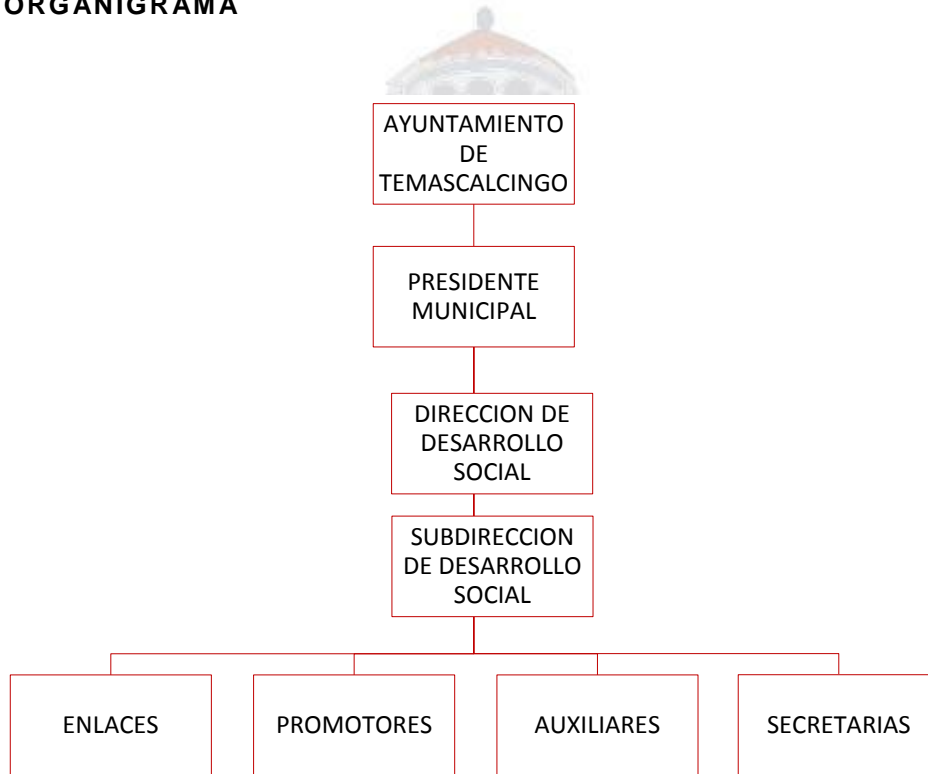 ORGANIGRAMA
AYUNTAMIENTO
DE
TEMASCALCINGO
PRESIDENTE
MUNICIPAL
DIRECCION DE
DESARROLLO
SOCIAL
SUBDIRECCION
DE DESARROLLO
SOCIAL
ENLACES
PROMOTORES
AUXILIARES
SECRETARIAS